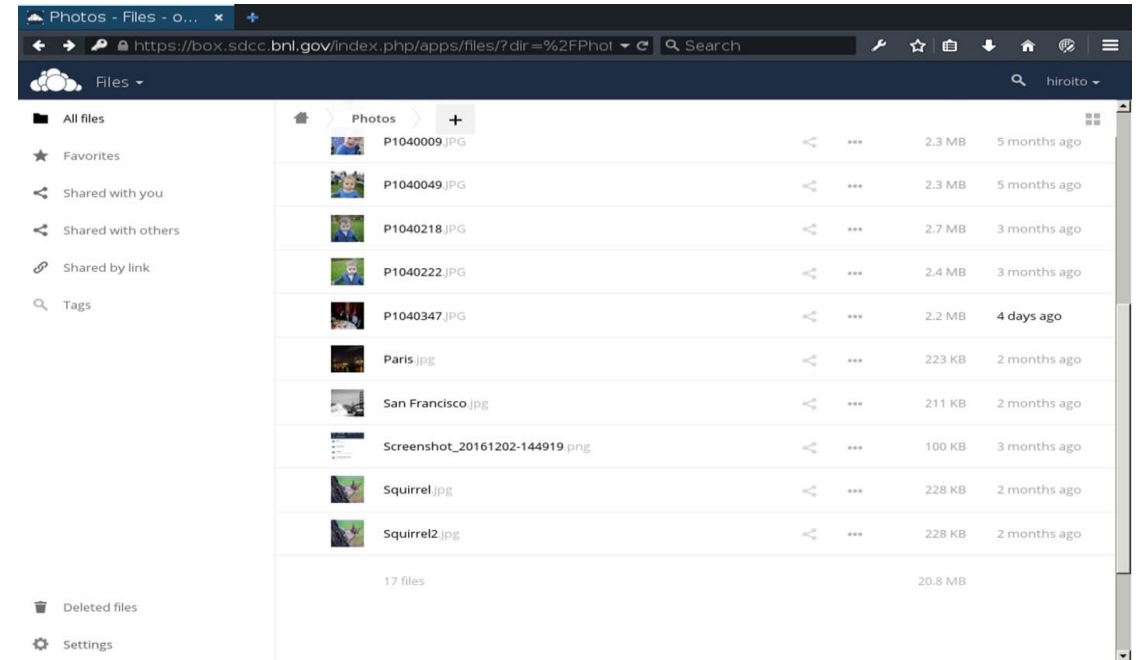 Photos - Files - o...
https://box.sdcc.bnl.gov/index.php/apps/files/?dir=%2FPhot
Search
Files
hiroito
All files
Photos
+
P1040009.JPG 2.3 MB 5 months ago
Favorites
P1040049.JPG 2.3 MB 5 months ago
Shared with you
P1040218.JPG 2.7 MB 3 months ago
Shared with others
P1040222.JPG 2.4 MB 3 months ago
Shared by link
P1040347.JPG 2.2 MB 4 days ago
Tags
Paris.jpg 223 KB 2 months ago
San Francisco.jpg 211 KB 2 months ago
Screenshot_20161202-144919.png 100 KB 3 months ago
Squirrel.jpg 228 KB 2 months ago
Squirrel2.jpg 228 KB 2 months ago
17 files 20.8 MB
Deleted files
Settings